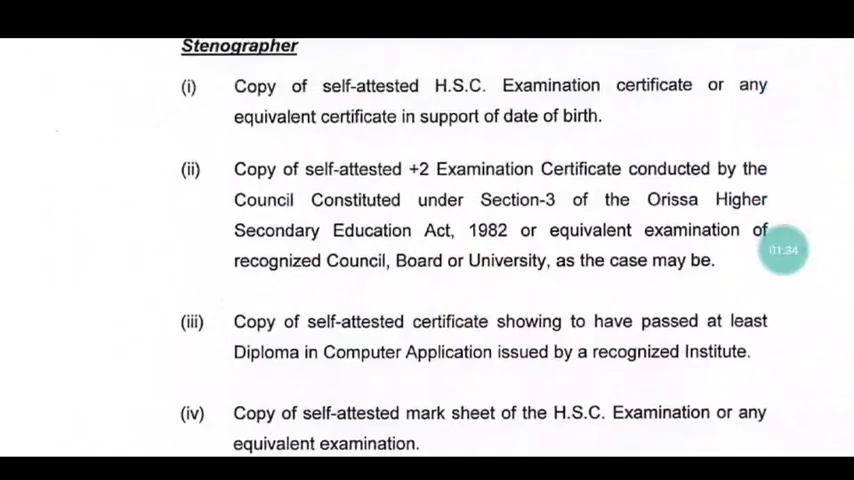 Stenographer
(i) Copy of self-attested H.S.C. Examination certificate or any
equivalent certificate in support of date of birth.
(ii) Copy of self-attested +2 Examination Certificate conducted by the
Council Constituted under Section-3 of the Orissa Higher
Secondary Education Act, 1982 or equivalent examination of
recognized Council, Board or University, as the case may be.
01:34
(iii) Copy of self-attested certificate showing to have passed at least
Diploma in Computer Application issued by a recognized Institute.
(iv) Copy of self-attested mark sheet of the H.S.C. Examination or any
equivalent examination.